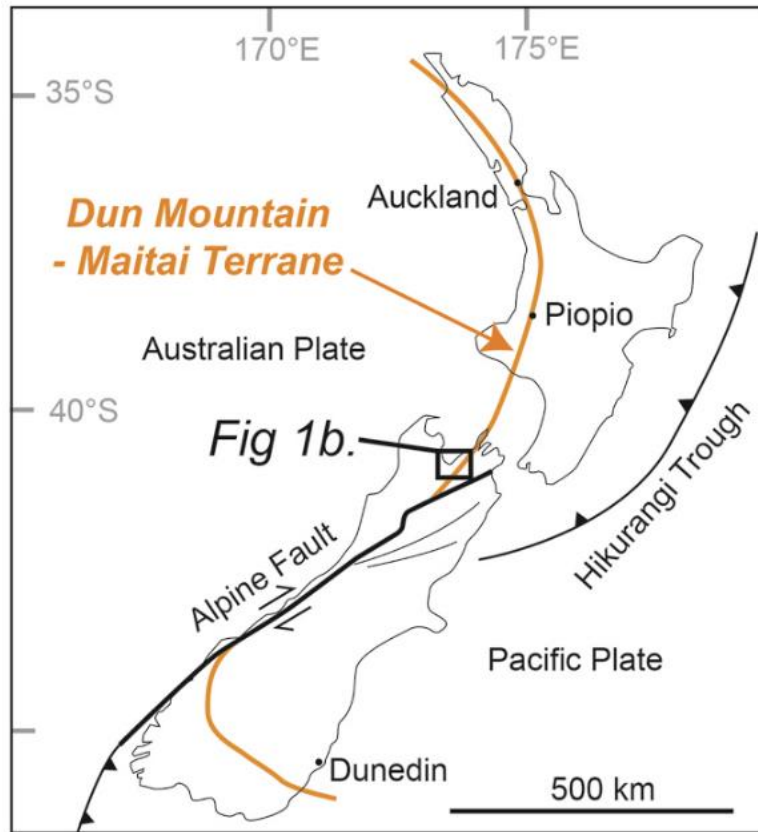 170°E
175°E
35°S
Auckland
Dun Mountain
- Maitai Terrane
Piopio
Australian Plate
40°S
Fig 1b.
Hikurangi Trough
Alpine Fault
Pacific Plate
Dunedin
500 km